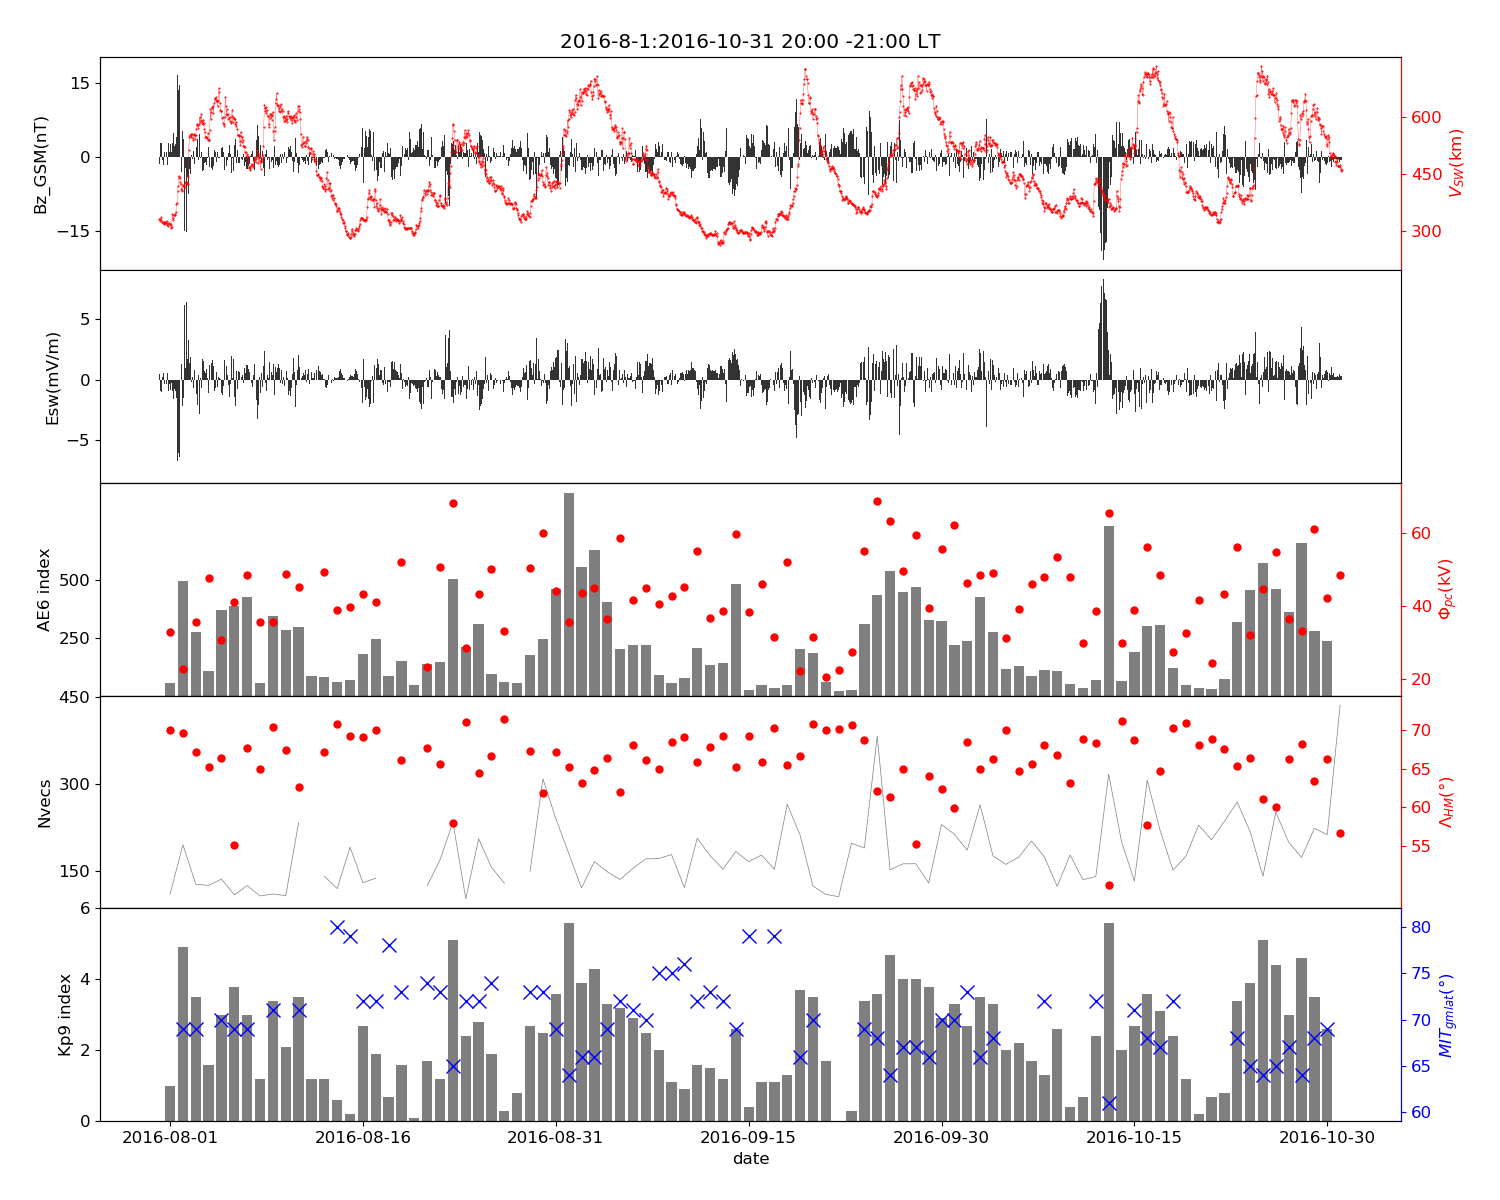 2016-8-1:2016-10-31 20:00 -21:00 LT
Bz_GSM(nT)
15
0
−15
600
450
300
V_SW(km)
Esw(mV/m)
5
0
−5
AE6 index
500
250
60
40
20
Φ_pc(kV)
Nvecs
450
300
150
70
65
60
55
Λ_HM(°)
Kp9 index
6
4
2
0
80
75
70
65
60
MIT_gmlat(°)
2016-08-01 2016-08-16 2016-08-31 2016-09-15 2016-09-30 2016-10-15 2016-10-30
date